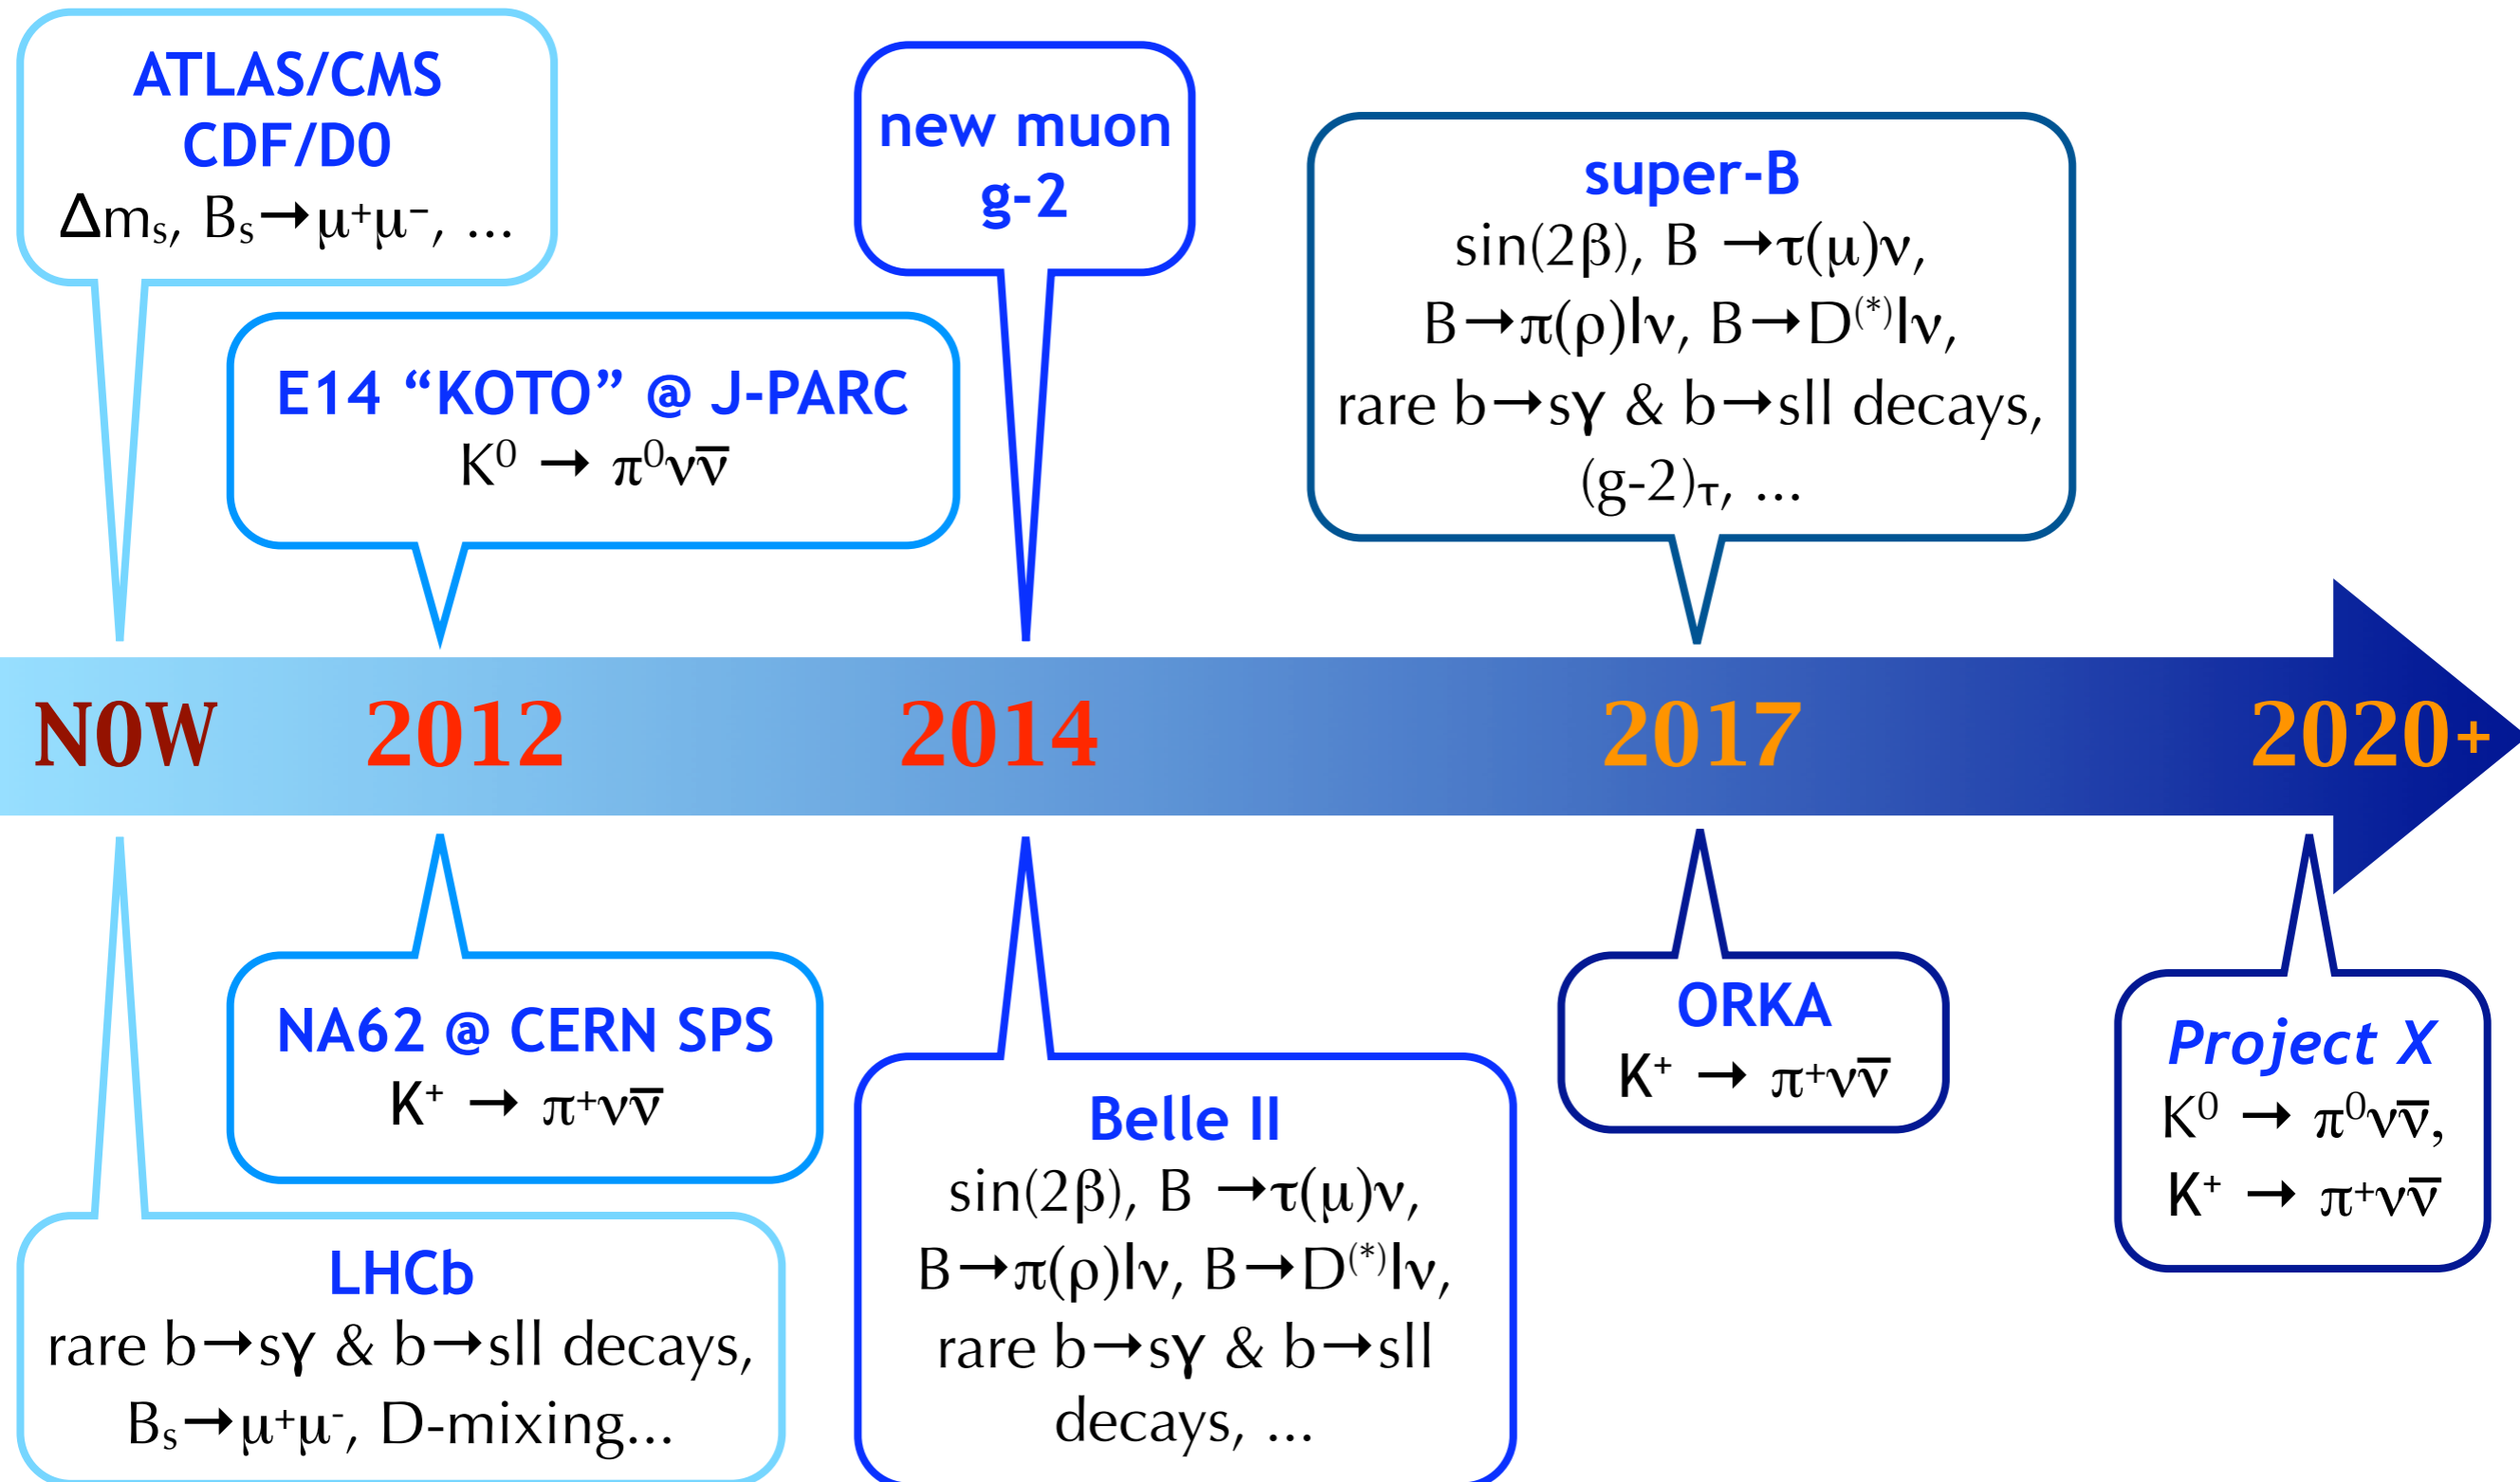 ATLAS/CMS
CDF/D0
Δmₛ, Bₛ→μ⁺μ⁻, ...
new muon
g-2
super-B
sin(2β), B →τ(μ)ν,
B→π(ρ)lν, B→D⁽*⁾lν,
rare b→sγ & b→sll decays,
(g-2)τ, ...
E14 “KOTO” @ J-PARC
K⁰ → π⁰νν̅
N0W 2012 2014 2017 2020+
NA62 @ CERN SPS
K⁺ → π⁺νν̅
LHCb
rare b→sγ & b→sll decays,
Bₛ→μ⁺μ⁻, D-mixing...
Belle II
sin(2β), B →τ(μ)ν,
B→π(ρ)lν, B→D⁽*⁾lν,
rare b→sγ & b→sll
decays, ...
ORKA
K⁺ → π⁺νν̅
Project X
K⁰ → π⁰νν̅,
K⁺ → π⁺νν̅